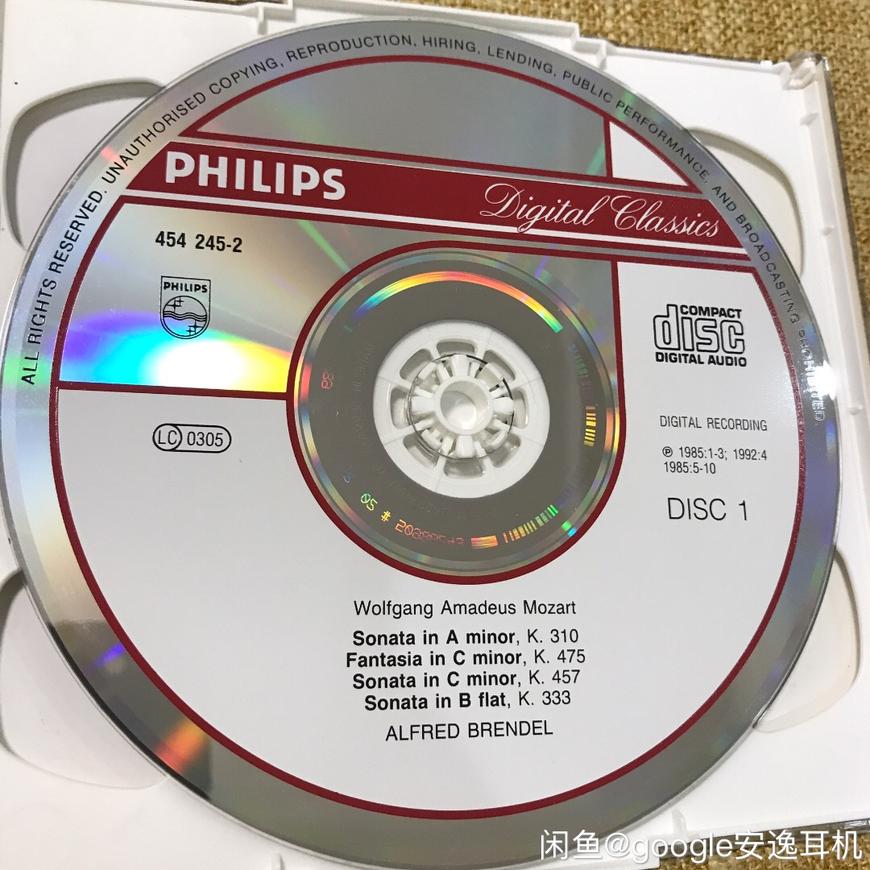 ALL RIGHTS RESERVED. UNAUTHORISED COPYING, REPRODUCTION, HIRING, LENDING, PUBLIC PERFORMANCE, AND BROADCASTING PROHIBITED
PHILIPS
Digital Classics
454 245-2
PHILIPS
COMPACT
disc
DIGITAL AUDIO
LC 0305
DIGITAL RECORDING
℗ 1985:1-3; 1992:4
1985:5-10
DISC 1
Wolfgang Amadeus Mozart
Sonata in A minor, K. 310
Fantasia in C minor, K. 475
Sonata in C minor, K. 457
Sonata in B flat, K. 333
ALFRED BRENDEL
闲鱼@google安逸耳机